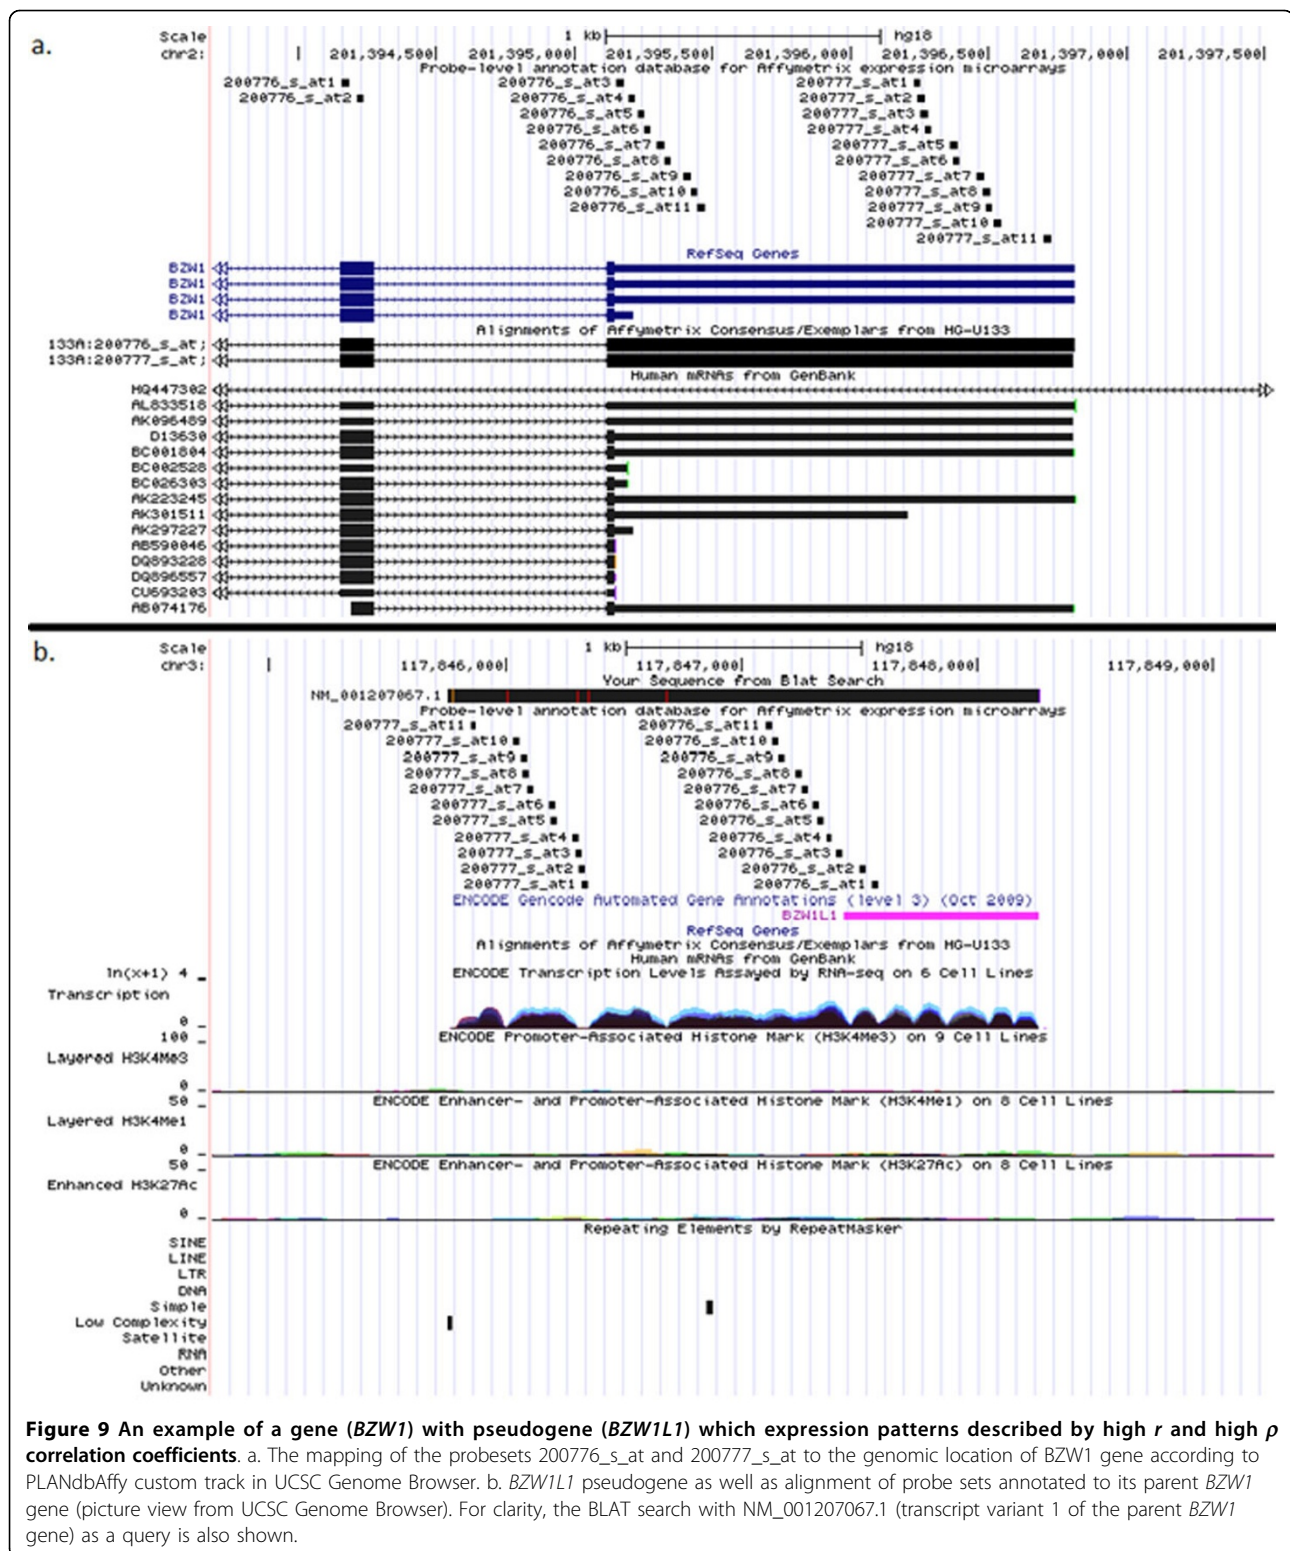 a.
Scale 1 kb hg18
chr2: 201,394,500 201,395,000 201,395,500 201,396,000 201,396,500 201,397,000 201,397,500
Probe-level annotation database for Affymetrix expression microarrays
200776_s_at1 200776_s_at3 200777_s_at1
200776_s_at2 200776_s_at4 200777_s_at2
200776_s_at5 200777_s_at3
200776_s_at6 200777_s_at4
200776_s_at7 200777_s_at5
200776_s_at8 200777_s_at6
200776_s_at9 200777_s_at7
200776_s_at10 200777_s_at8
200776_s_at11 200777_s_at9
200777_s_at10
200777_s_at11
RefSeq Genes
BZW1
BZW1
BZW1
BZW1
Alignments of Affymetrix Consensus/Exemplars from HG-U133
133A:200776_s_at;
133A:200777_s_at;
Human mRNAs from GenBank
HQ447302
AL833518
AK096489
D13630
BC001804
BC002528
BC026303
AK223245
AK301511
AK297227
AB590046
DQ893228
DQ896557
CU693203
AB074176
b.
Scale 1 kb hg18
chr3: 117,846,000 117,847,000 117,848,000 117,849,000
Your Sequence from Blat Search
NM_001207067.1
Probe-level annotation database for Affymetrix expression microarrays
200777_s_at11 200776_s_at11
200777_s_at10 200776_s_at10
200777_s_at9 200776_s_at9
200777_s_at8 200776_s_at8
200777_s_at7 200776_s_at7
200777_s_at6 200776_s_at6
200777_s_at5 200776_s_at5
200777_s_at4 200776_s_at4
200777_s_at3 200776_s_at3
200777_s_at2 200776_s_at2
200777_s_at1 200776_s_at1
ENCODE Gencode Automated Gene Annotations (level 3) (Oct 2009)
BZW1L1
RefSeq Genes
Alignments of Affymetrix Consensus/Exemplars from HG-U133
Human mRNAs from GenBank
ln(x+1) 4 ENCODE Transcription Levels Assayed by RNA-seq on 6 Cell Lines
Transcription
0
100 ENCODE Promoter-Associated Histone Mark (H3K4Me3) on 9 Cell Lines
Layered H3K4Me3
0
50 ENCODE Enhancer- and Promoter-Associated Histone Mark (H3K4Me1) on 8 Cell Lines
Layered H3K4Me1
0
50 ENCODE Enhancer- and Promoter-Associated Histone Mark (H3K27Ac) on 8 Cell Lines
Enhanced H3K27Ac
0
Repeating Elements by RepeatMasker
SINE
LINE
LTR
DNA
Simple
Low Complexity
Satellite
RNA
Other
Unknown
Figure 9 An example of a gene (BZW1) with pseudogene (BZW1L1) which expression patterns described by high r and high ρ
correlation coefficients. a. The mapping of the probesets 200776_s_at and 200777_s_at to the genomic location of BZW1 gene according to
PLANdbAffy custom track in UCSC Genome Browser. b. BZW1L1 pseudogene as well as alignment of probe sets annotated to its parent BZW1
gene (picture view from UCSC Genome Browser). For clarity, the BLAT search with NM_001207067.1 (transcript variant 1 of the parent BZW1
gene) as a query is also shown.